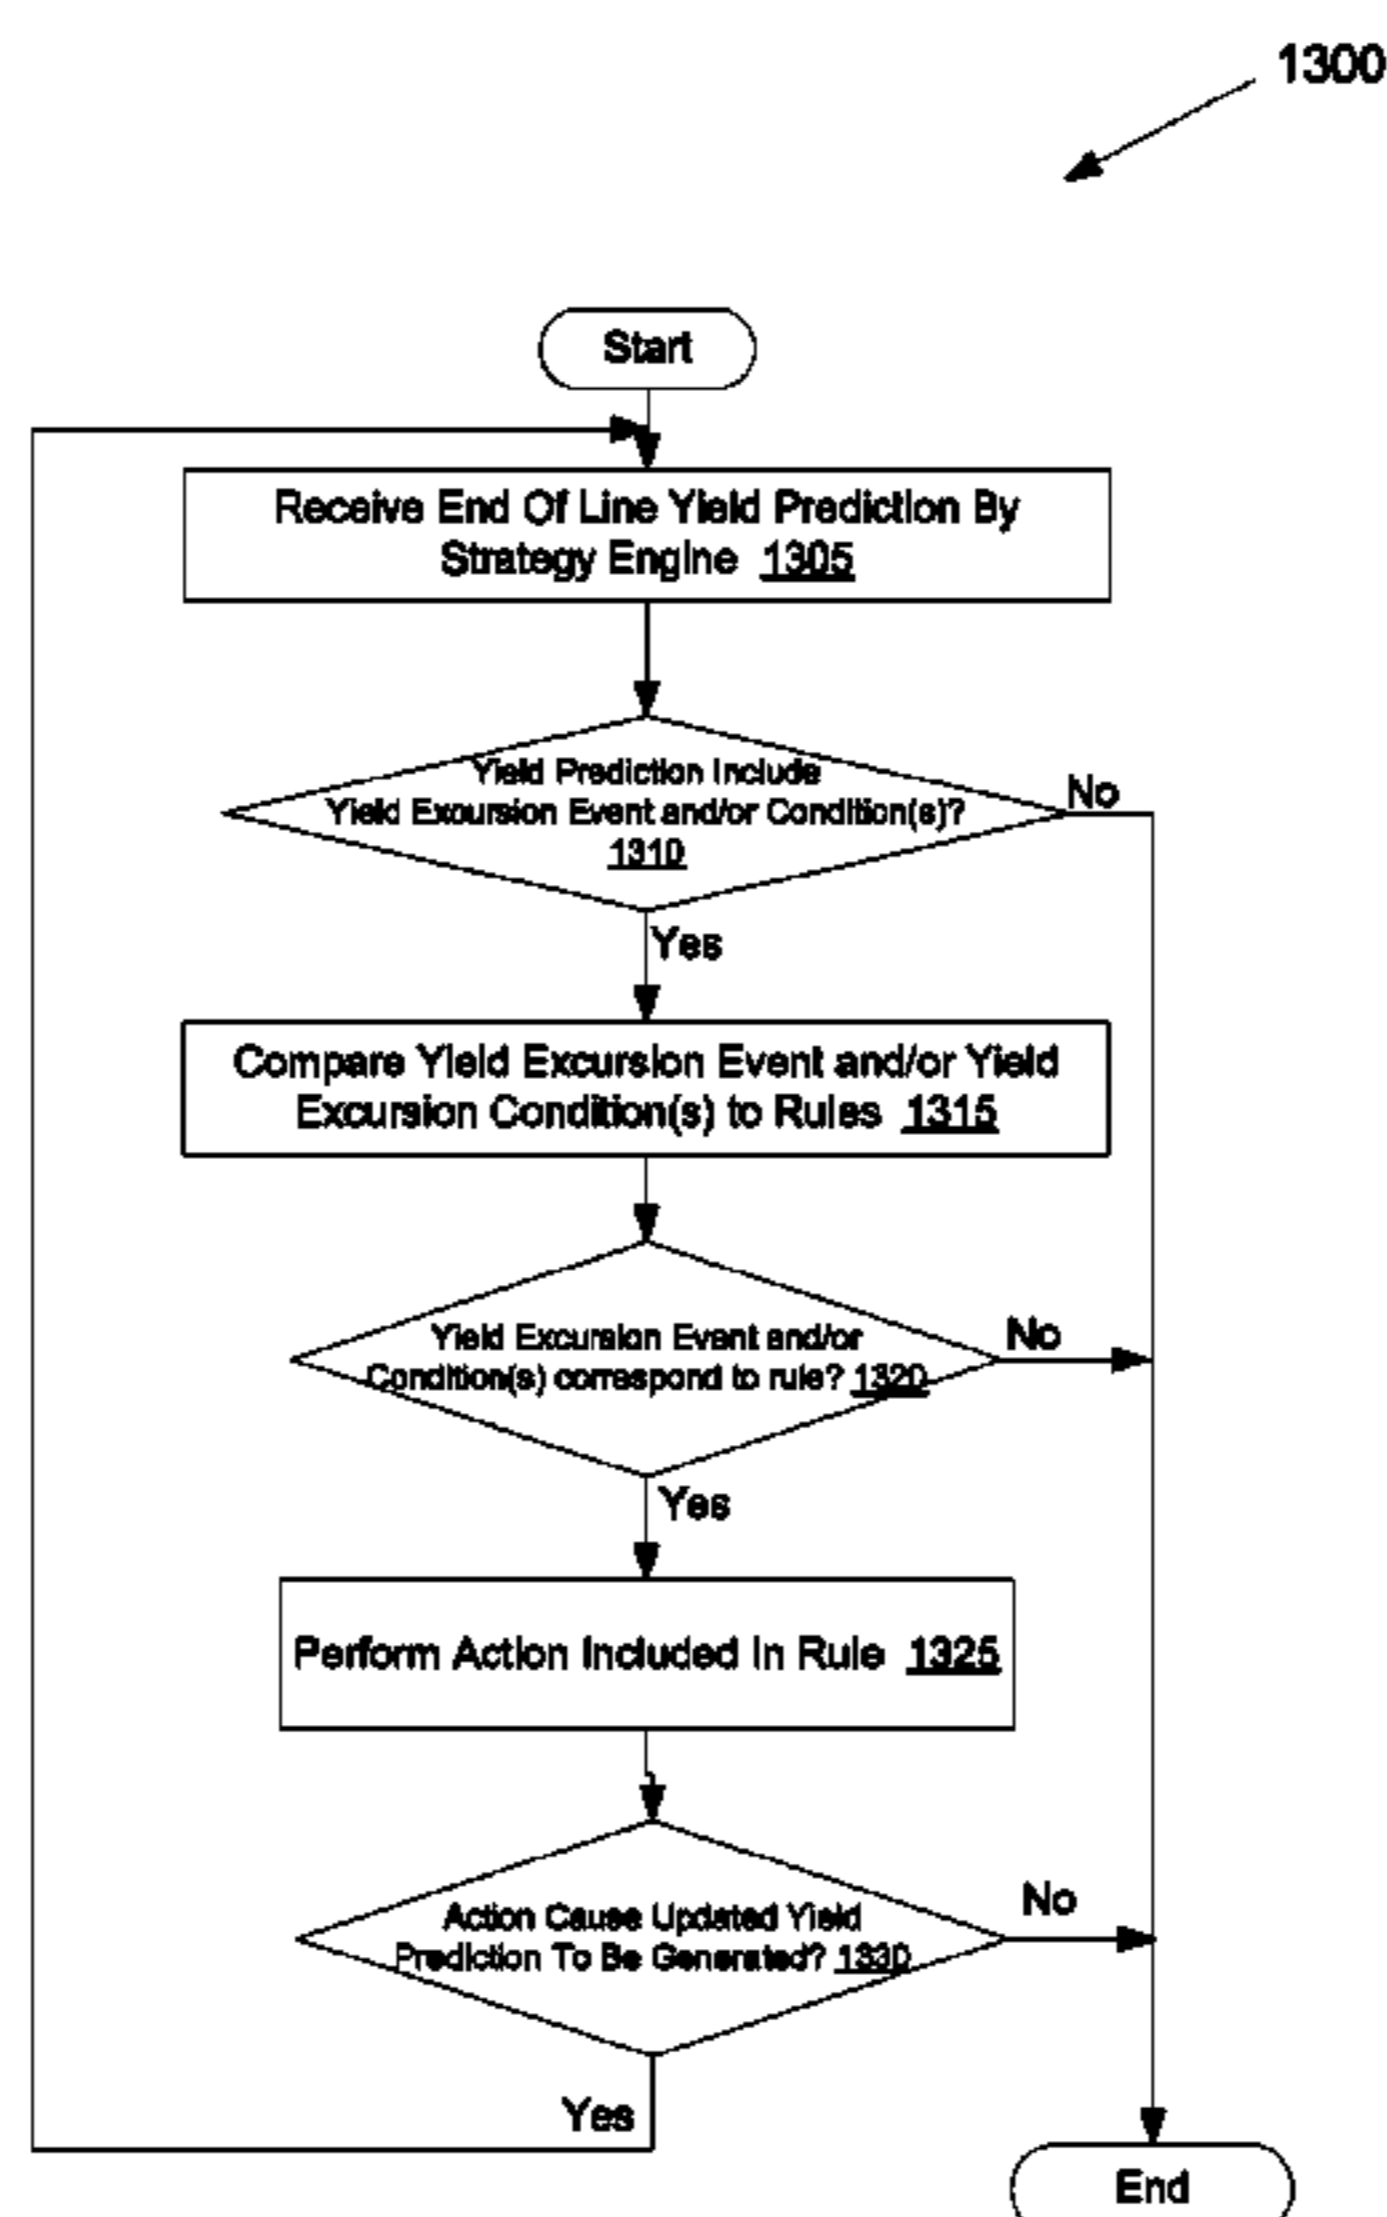 1300
Start
Receive End Of Line Yield Prediction By
Strategy Engine 1305
Yield Prediction Include
Yield Excursion Event and/or Condition(s)?
1310
No
Yes
Compare Yield Excursion Event and/or Yield
Excursion Condition(s) to Rules 1315
Yield Excursion Event and/or
Condition(s) correspond to rule? 1320
No
Yes
Perform Action Included In Rule 1325
Action Cause Updated Yield
Prediction To Be Generated? 1330
No
Yes
End